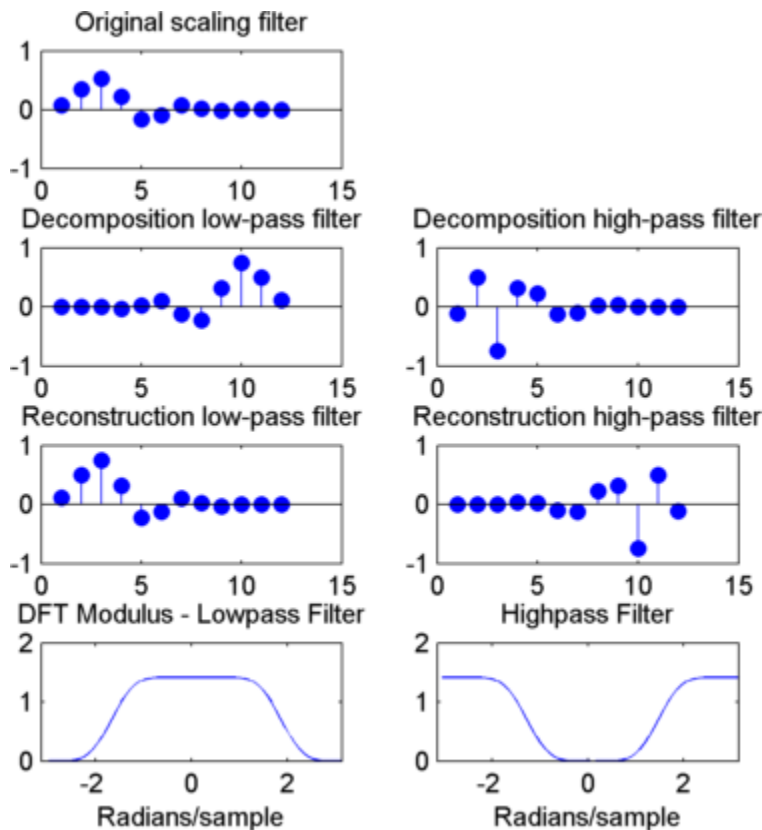 Original scaling filter
1
0
-1
0 5 10 15
Decomposition low-pass filter
1
0
-1
0 5 10 15
Decomposition high-pass filter
1
0
-1
0 5 10 15
Reconstruction low-pass filter
1
0
-1
0 5 10 15
Reconstruction high-pass filter
1
0
-1
0 5 10 15
DFT Modulus - Lowpass Filter
2
1
0
-2 0 2
Radians/sample
Highpass Filter
2
1
0
-2 0 2
Radians/sample